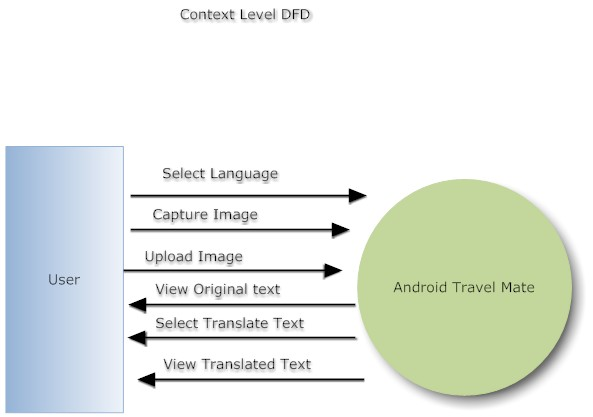 Context Level DFD
Select Language
Capture Image
Upload Image
User
View Original text
Android Travel Mate
Select Translate Text
View Translated Text